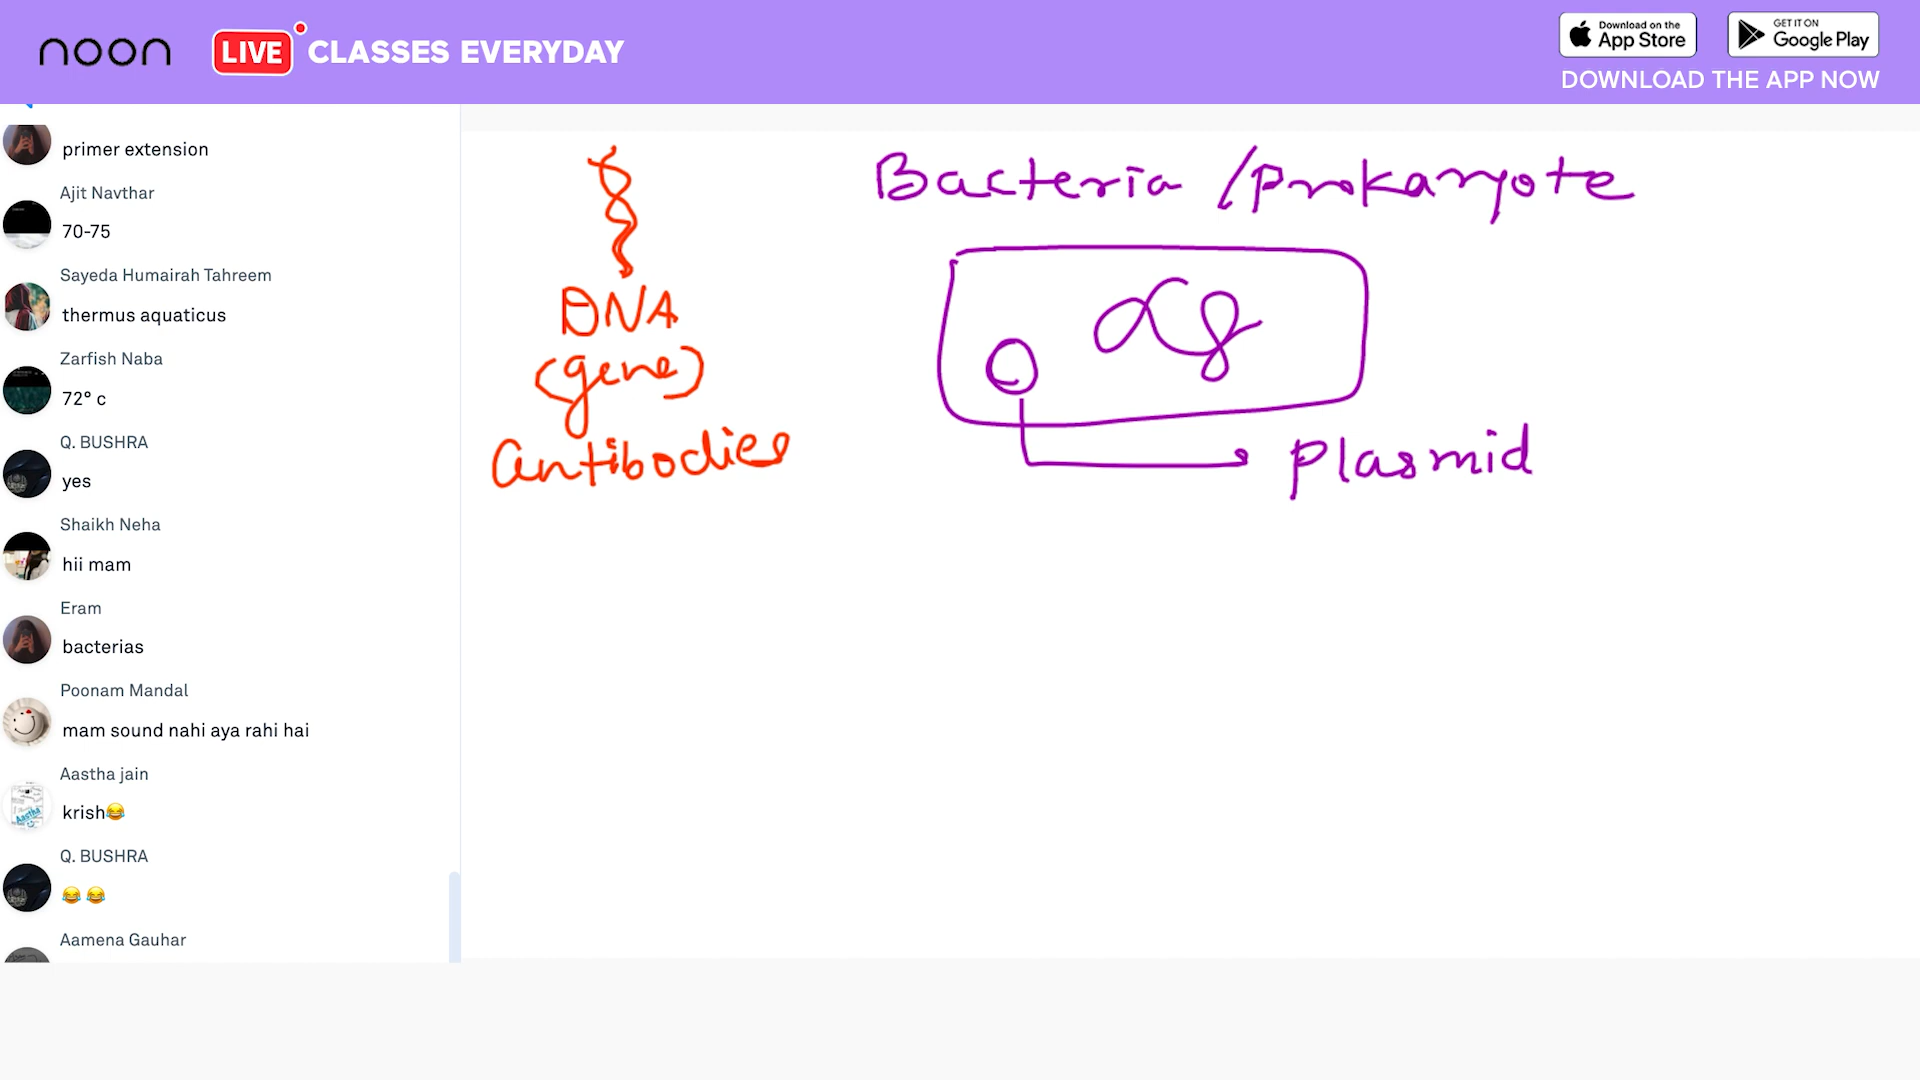 noon LIVE CLASSES EVERYDAY
Download on the App Store
GET IT ON Google Play
DOWNLOAD THE APP NOW
primer extension
Ajit Navthar
70-75
Sayeda Humairah Tahreem
thermus aquaticus
Zarfish Naba
72° c
Q. BUSHRA
yes
Shaikh Neha
hii mam
Eram
bacterias
Poonam Mandal
mam sound nahi aya rahi hai
Aastha jain
krish😂
Q. BUSHRA
😂 😂
Aamena Gauhar
DNA
(gene)
antibodies
Bacteria /prokaryote
plasmid